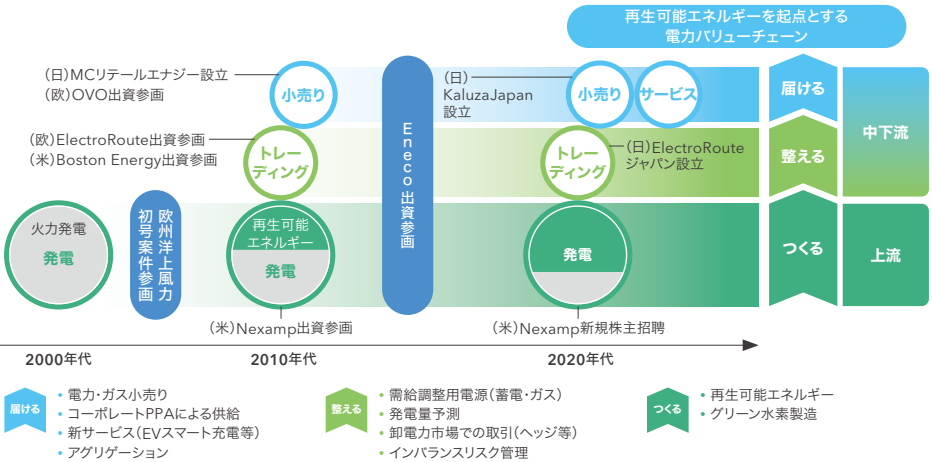 再生可能エネルギーを起点とする
電力バリューチェーン
(日)MCリテールエナジー設立
(欧)OVO出資参画
小売り
(日)
KaluzaJapan
設立
小売り
サービス
届ける
中下流
(欧)ElectroRoute出資参画
(米)Boston Energy出資参画
トレー
ディング
Eneco出資参画
トレー
ディング
(日)ElectroRoute
ジャパン設立
整える
火力発電
発電
欧州洋上風力
初号案件参画
再生可能
エネルギー
発電
発電
つくる
上流
(米)Nexamp出資参画
(米)Nexamp新規株主招聘
2000年代
2010年代
2020年代
届ける
・電力・ガス小売り
・コーポレートPPAによる供給
・新サービス(EVスマート充電等)
・アグリゲーション
整える
・需給調整用電源(蓄電・ガス)
・発電量予測
・卸電力市場での取引(ヘッジ等)
・インバランスリスク管理
つくる
・再生可能エネルギー
・グリーン水素製造